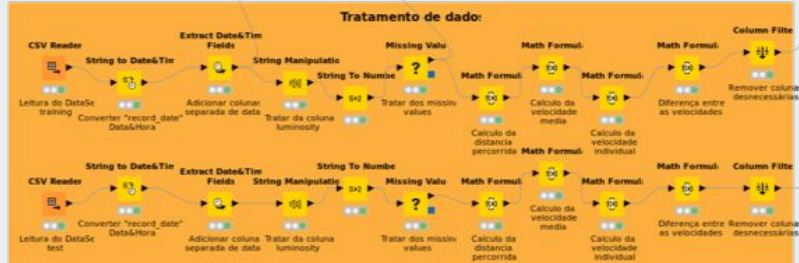 Tratamento de dado:
CSV Reader
Leitura do DataSe
training
String to Date&Tim
Converter "record_date"
Data&Hora
Extract Date&Tim
Fields
Adicionar colunas
separada de data
String Manipulatio
Tratar da coluna
luminosity
String To Numbe
Missing Valu
Tratar dos missing
values
Math Formul
Calculo da
distancia
percorrida
Math Formul
Calculo da
velocidade
media
Math Formul
Calculo da
velocidade
individual
Math Formul
Diferença entre
as velocidades
Column Filte
Remover coluna
desnecessárias
CSV Reader
Leitura do DataSe
test
String to Date&Tim
Converter "record_date"
Data&Hora
Extract Date&Tim
Fields
Adicionar coluna
separada de data
String Manipulatio
Tratar da coluna
luminosity
String To Numbe
Missing Valu
Tratar dos missin
values
Math Formul
Calculo da
distancia
percorrida
Math Formul
Calculo da
velocidade
media
Math Formul
Calculo da
velocidade
individual
Math Formul
Diferença entre
as velocidades
Column Filte
Remover coluna
desnecessárias